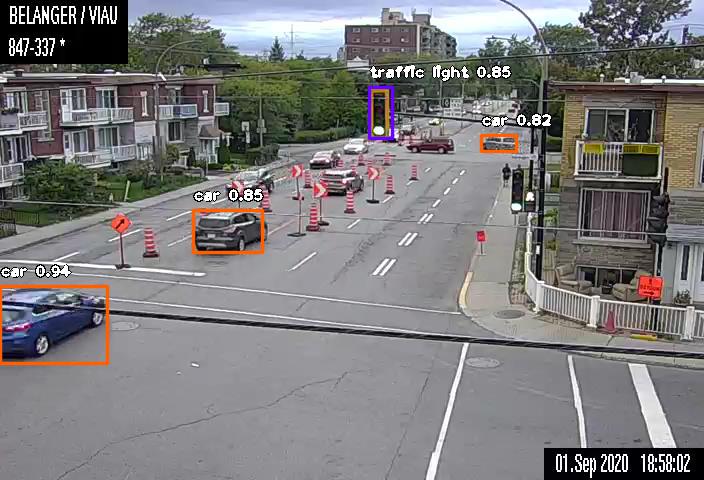 BELANGER / VIAU
847-337 *
traffic light 0.85
car 0.82
car 0.85
car 0.94
01.Sep 2020 18:58:02